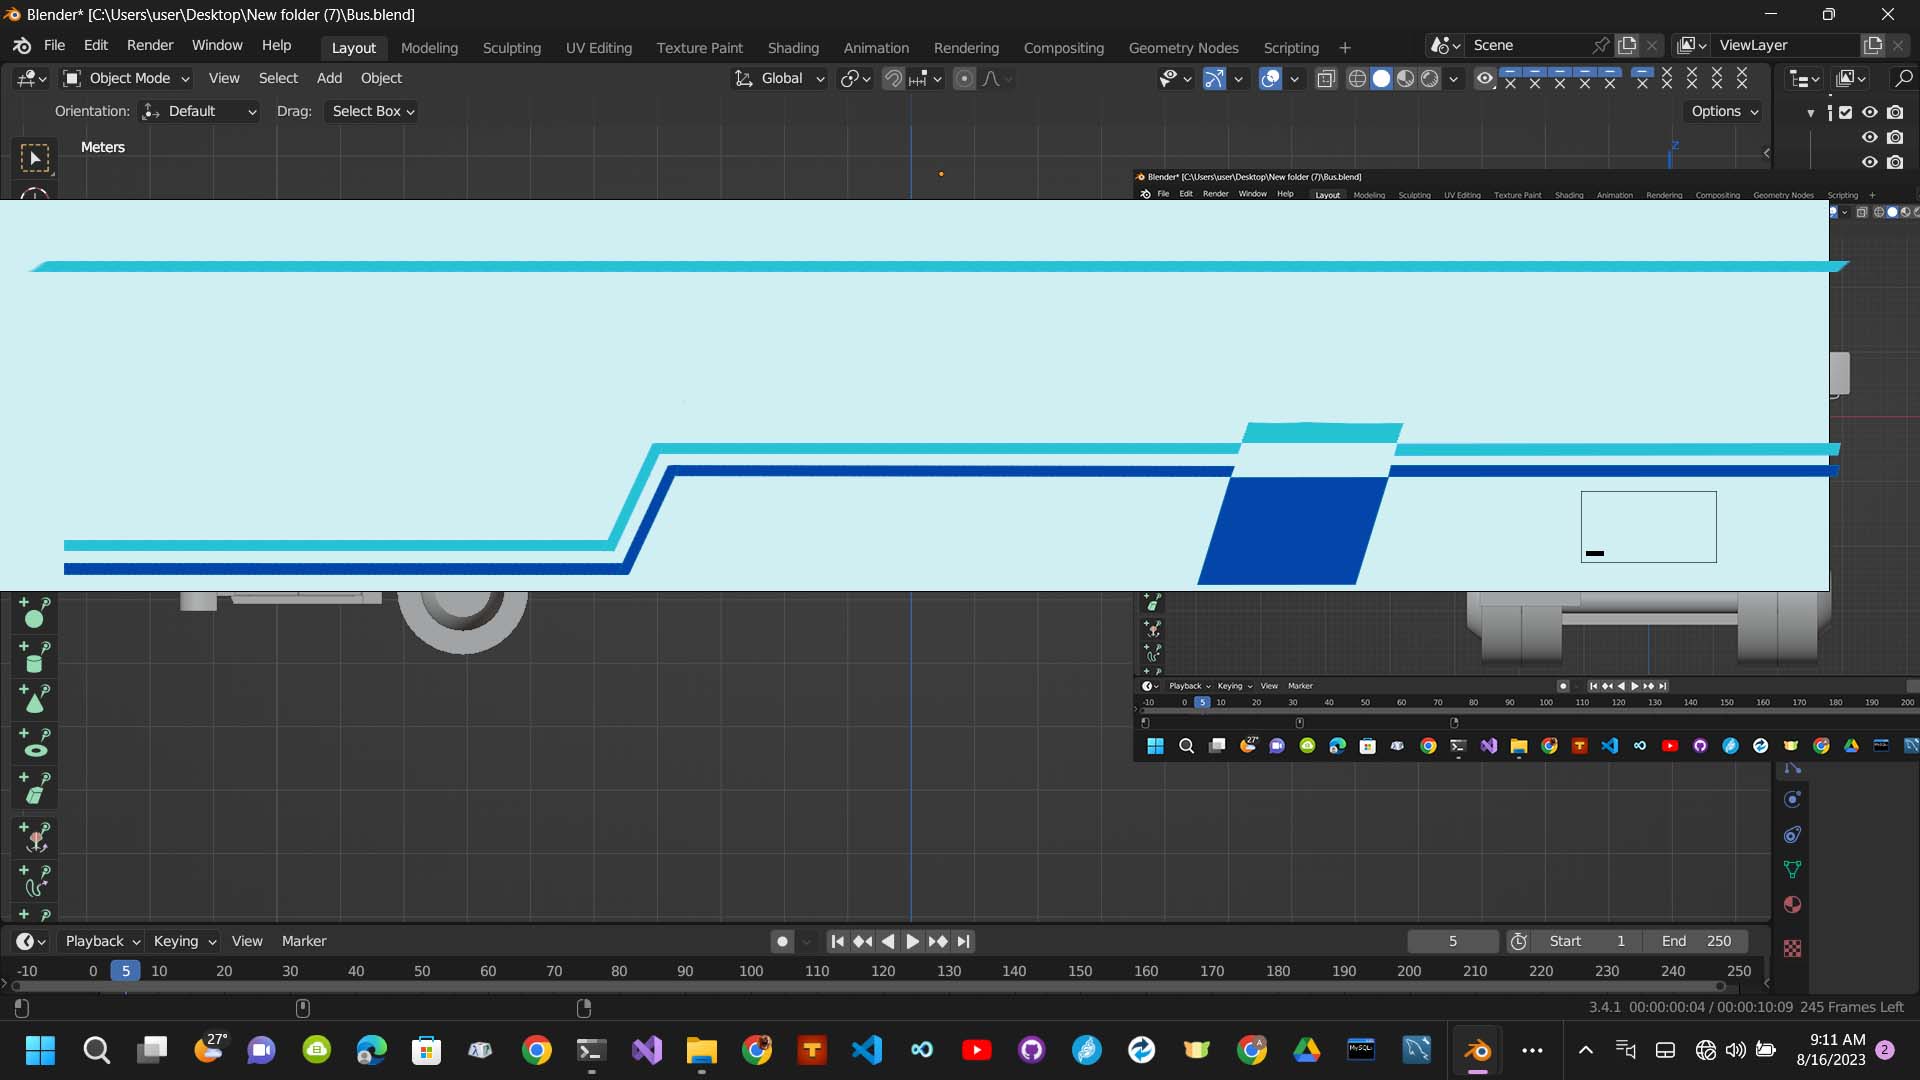 Blender* [C:\Users\user\Desktop\New folder (7)\Bus.blend]
File Edit Render Window Help Layout Modeling Sculpting UV Editing Texture Paint Shading Animation Rendering Compositing Geometry Nodes Scripting + Scene ViewLayer
Object Mode View Select Add Object Global
Orientation: Default Drag: Select Box Options
Meters
Z
Blender* [C:\Users\user\Desktop\New folder (7)\Bus.blend]
File Edit Render Window Help Layout Modeling Sculpting UV Editing Texture Paint Shading Animation Rendering Compositing Geometry Nodes Scripting +
Playback Keying View Marker
-10 0 5 10 20 30 40 50 60 70 80 90 100 110 120 130 140 150 160 170 180 190 200
27°
Playback Keying View Marker 5 Start 1 End 250
-10 0 5 10 20 30 40 50 60 70 80 90 100 110 120 130 140 150 160 170 180 190 200 210 220 230 240 250
3.4.1 00:00:00:04 / 00:00:10:09 245 Frames Left
27° T A MySQL 9:11 AM
8/16/2023 2